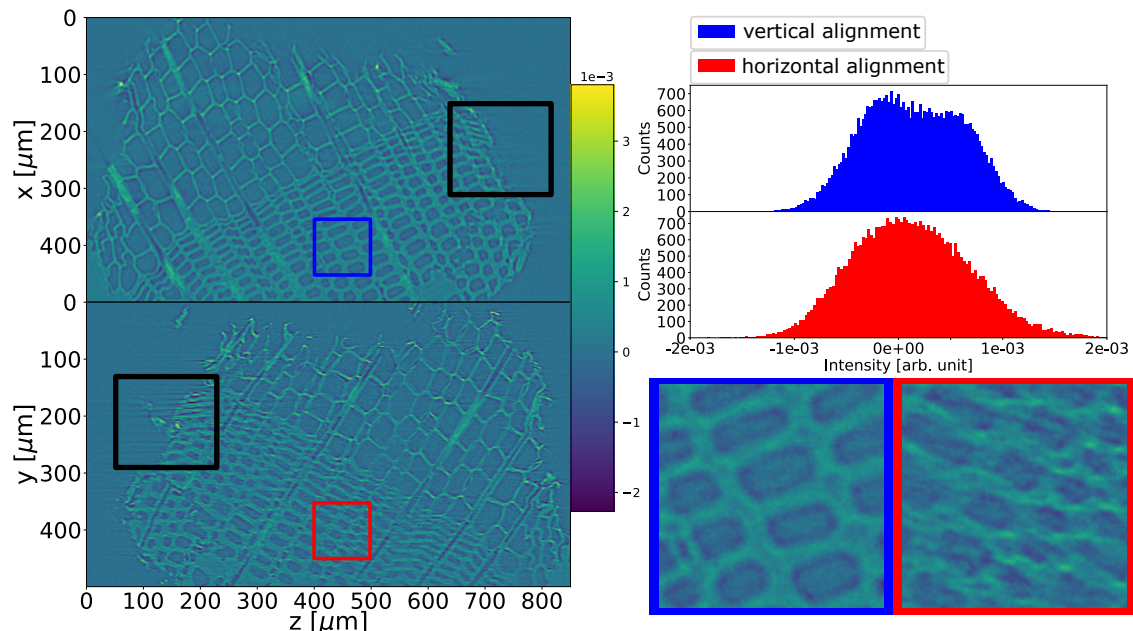 0
100
200
300
400
x [μm]
0
100
200
300
400
y [μm]
0 100 200 300 400 500 600 700 800
z [μm]
1e−3
3
2
1
0
−1
−2
vertical alignment
horizontal alignment
700
600
500
400
300
200
100
0
Counts
700
600
500
400
300
200
100
0
Counts
-2e-03 -1e-03 0e+00 1e-03 2e-03
Intensity [arb. unit]